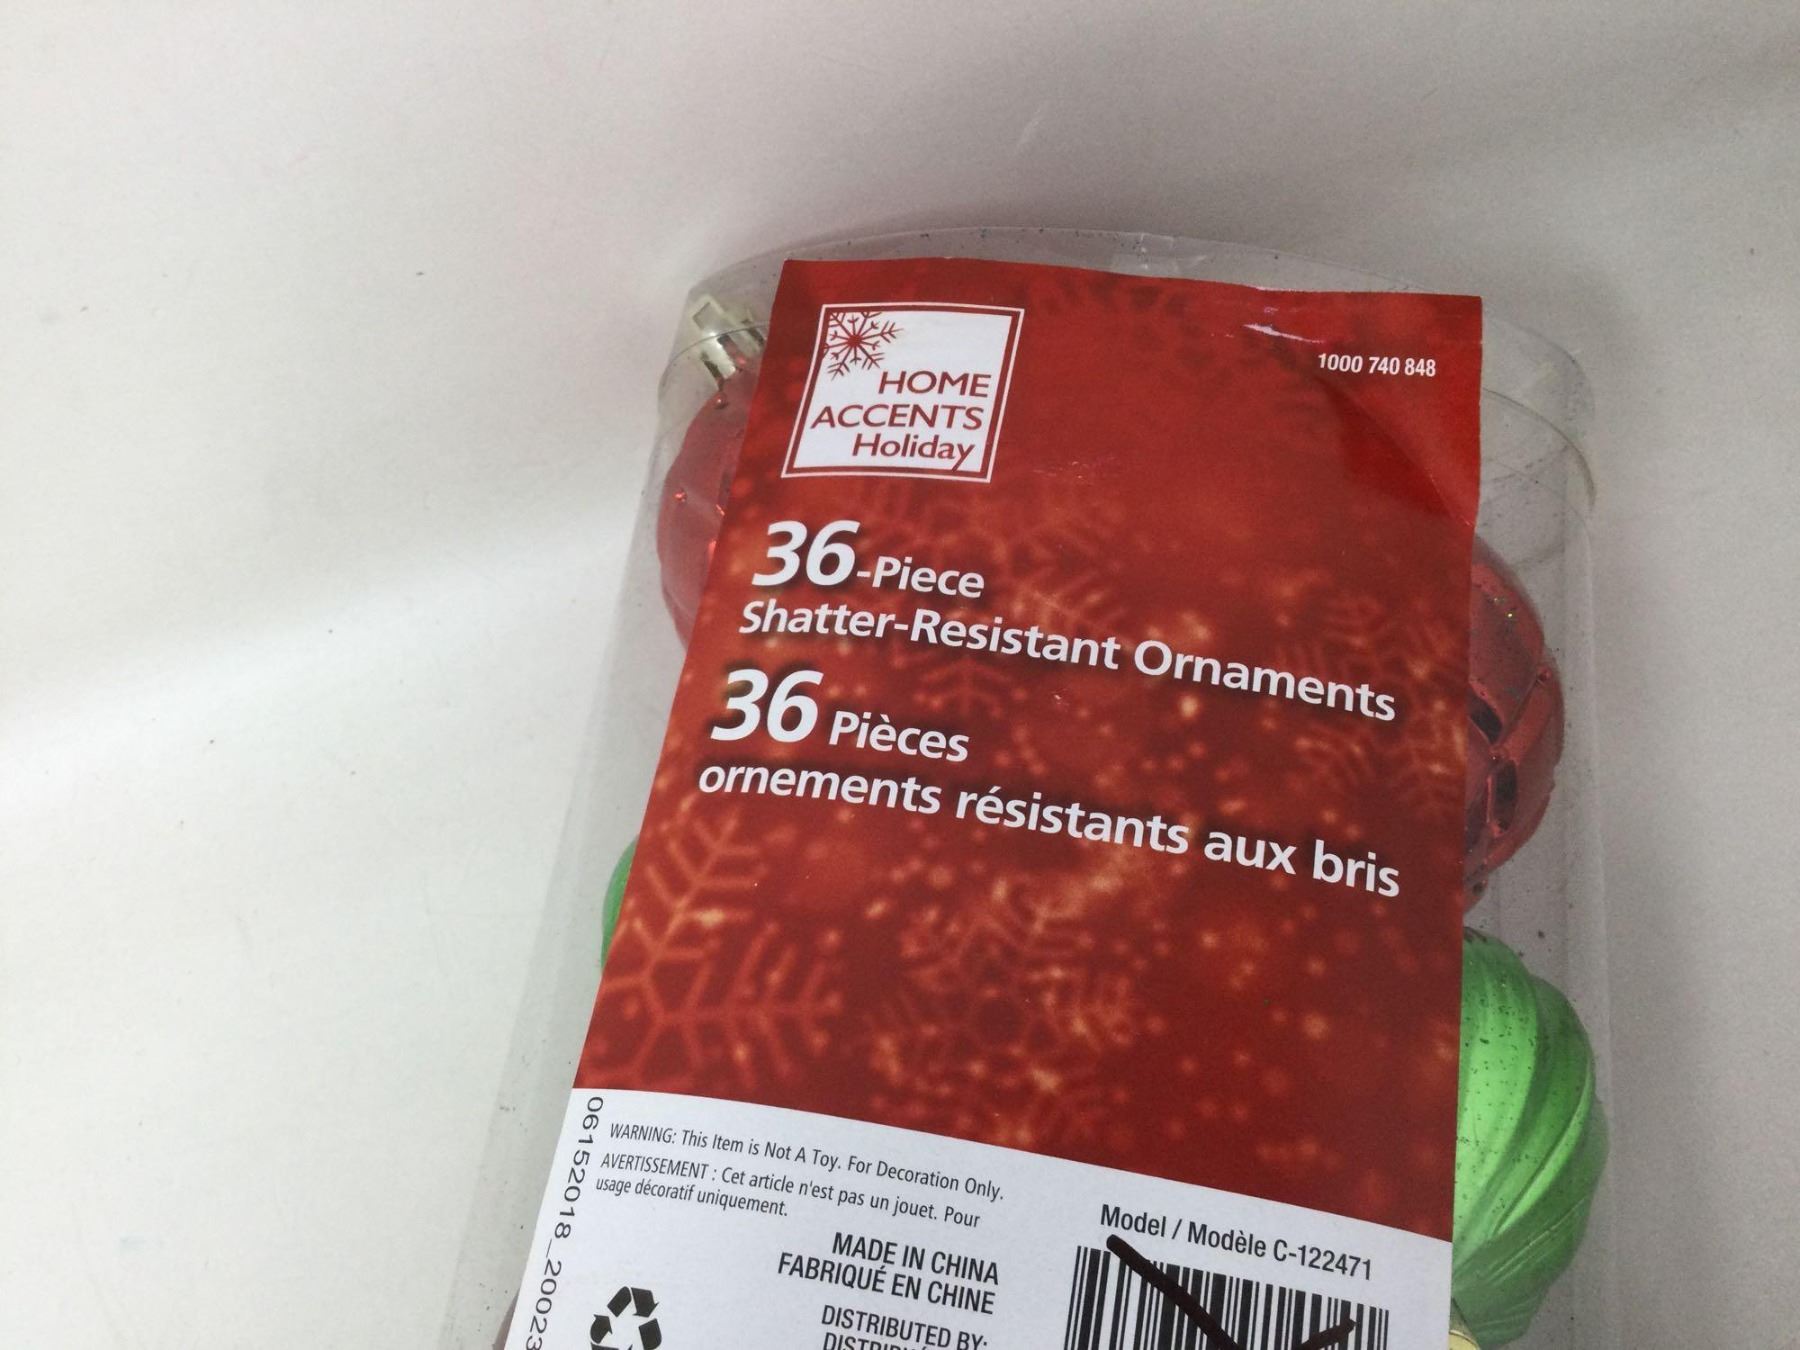 HOME
ACCENTS
Holiday
1000 740 848
36-Piece
Shatter-Resistant Ornaments
36 Pièces
ornements résistants aux bris
WARNING: This Item is Not A Toy. For Decoration Only.
AVERTISSEMENT : Cet article n'est pas un jouet. Pour
usage décoratif uniquement.
MADE IN CHINA
FABRIQUÉ EN CHINE
DISTRIBUTED BY:
Model / Modèle C-122471
06152018_20023